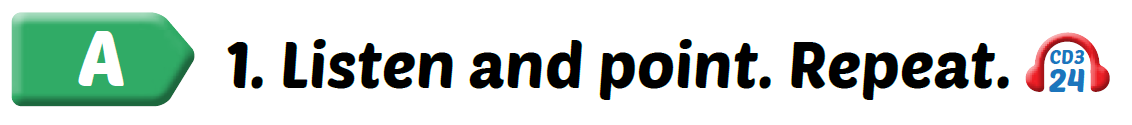 A 1. Listen and point. Repeat. CD3
24